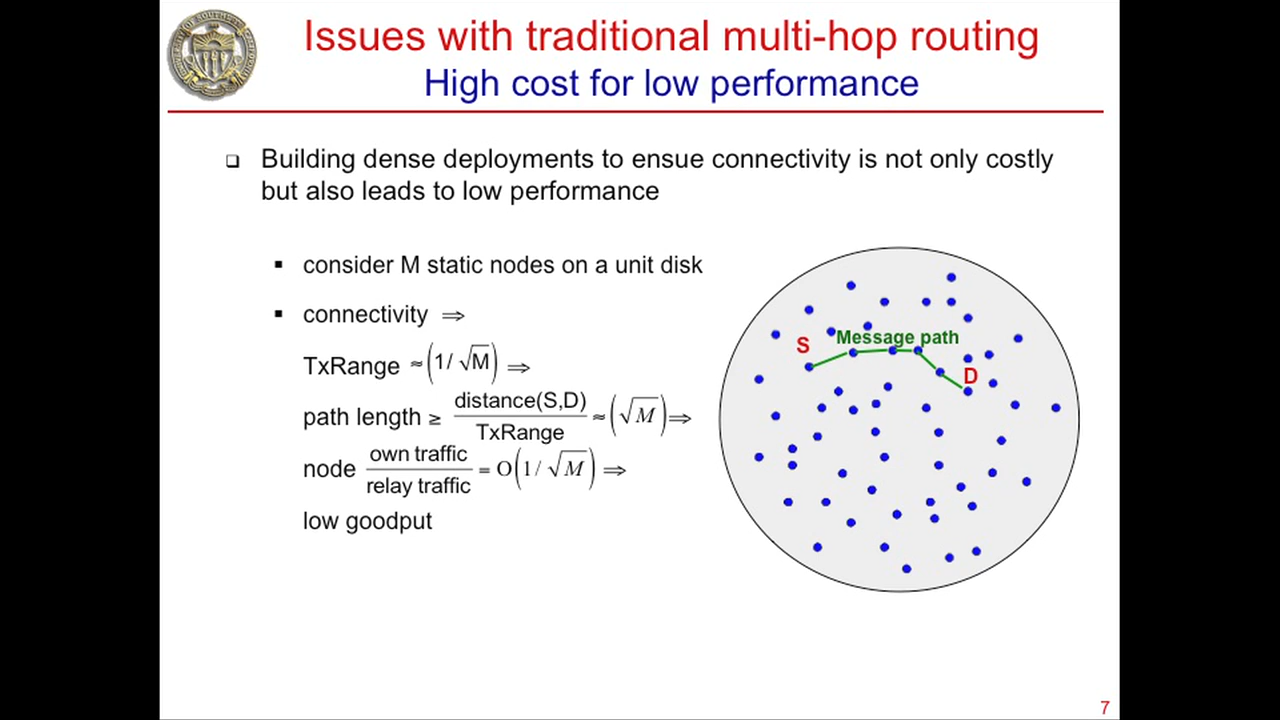 Issues with traditional multi-hop routing
High cost for low performance
❑ Building dense deployments to ensue connectivity is not only costly
but also leads to low performance
▪ consider M static nodes on a unit disk
▪ connectivity ⇒
TxRange ≈ (1/ √M) ⇒
path length ≥ distance(S,D) / TxRange ≈ (√M) ⇒
node own traffic / relay traffic = O(1/ √M) ⇒
low goodput
Message path
S
D
7